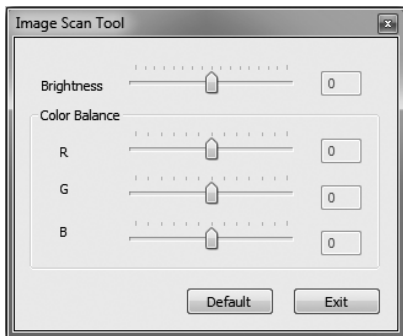 Image Scan Tool
Brightness 0
Color Balance
R 0
G 0
B 0
Default Exit